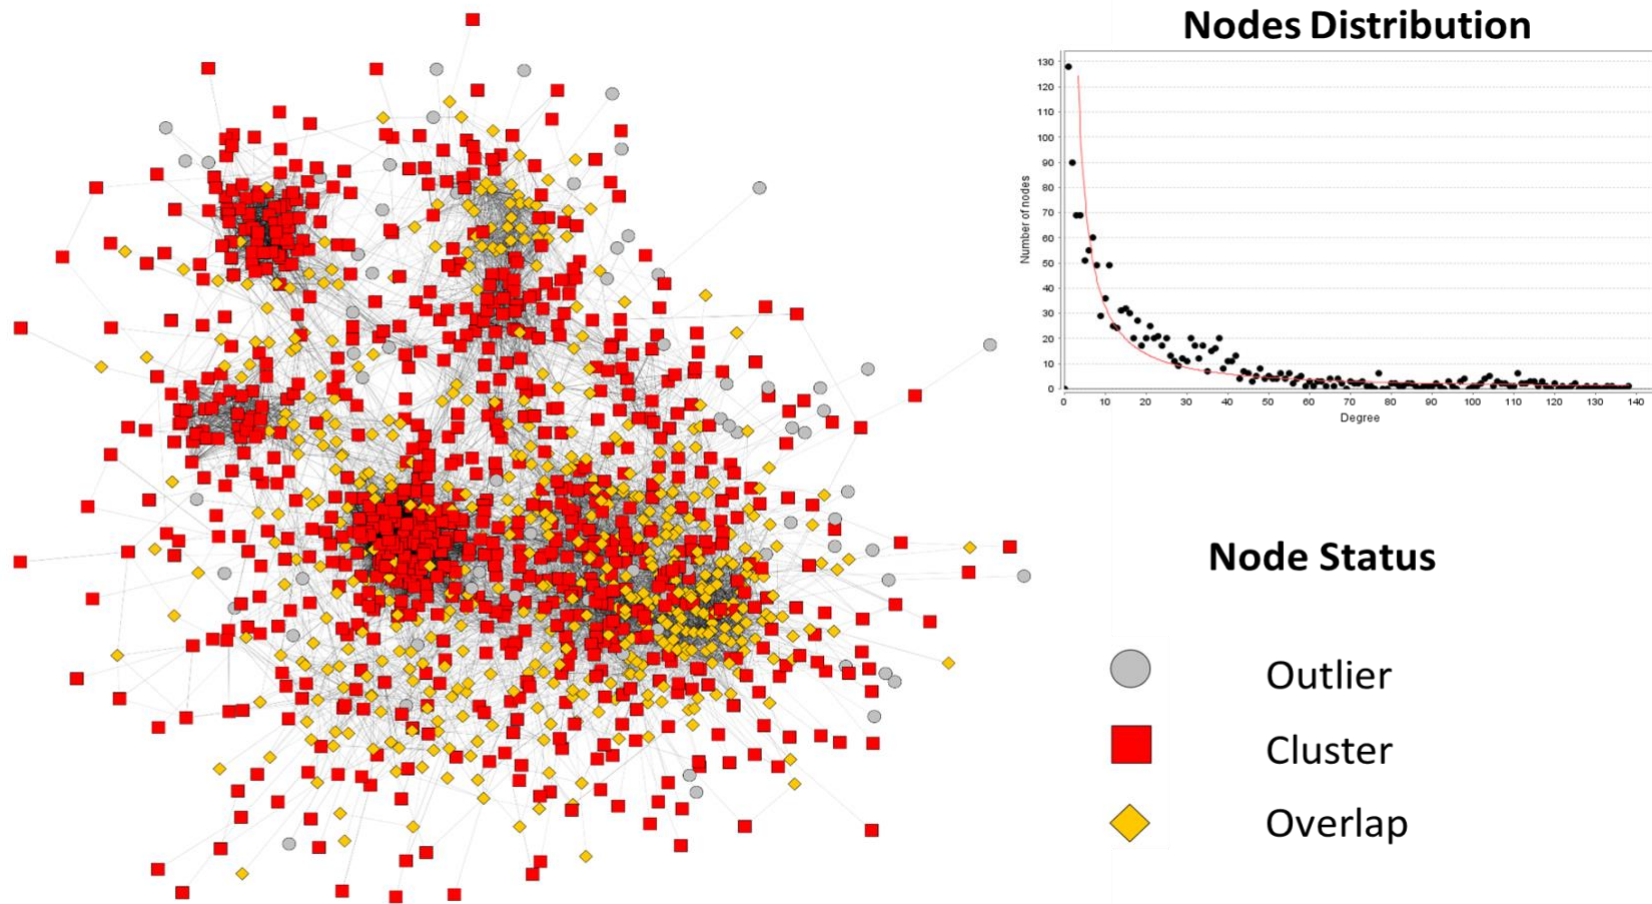 Nodes Distribution
130
120
110
100
90
80
70
60
50
40
30
20
10
0
Number of nodes
0 10 20 30 40 50 60 70 80 90 100 110 120 130 140
Degree
Node Status
Outlier
Cluster
Overlap